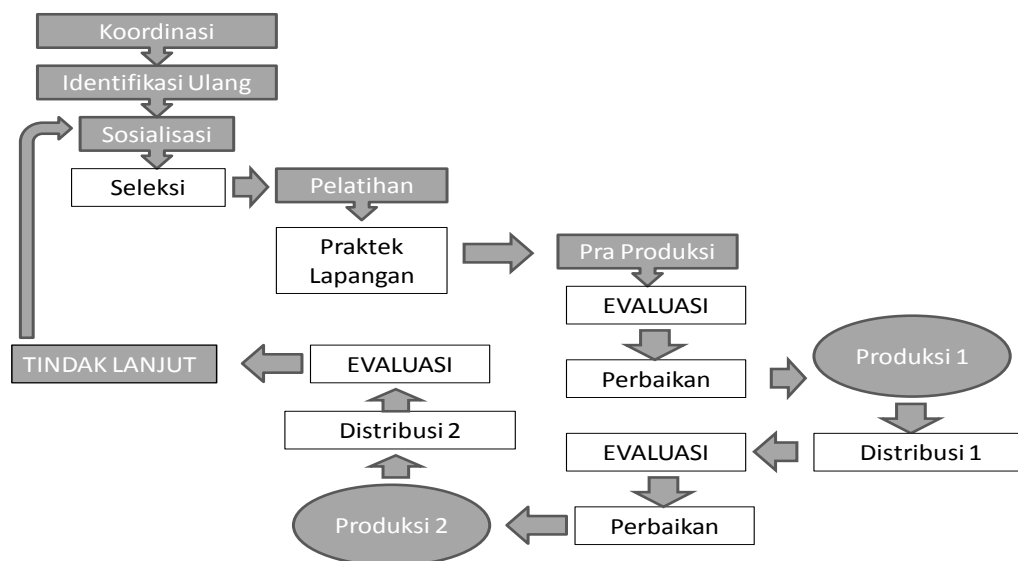 Koordinasi
Identifikasi Ulang
Sosialisasi
Seleksi
Pelatihan
Praktek
Lapangan
Pra Produksi
EVALUASI
Perbaikan
Produksi 1
Distribusi 1
EVALUASI
Perbaikan
Produksi 2
Distribusi 2
EVALUASI
TINDAK LANJUT